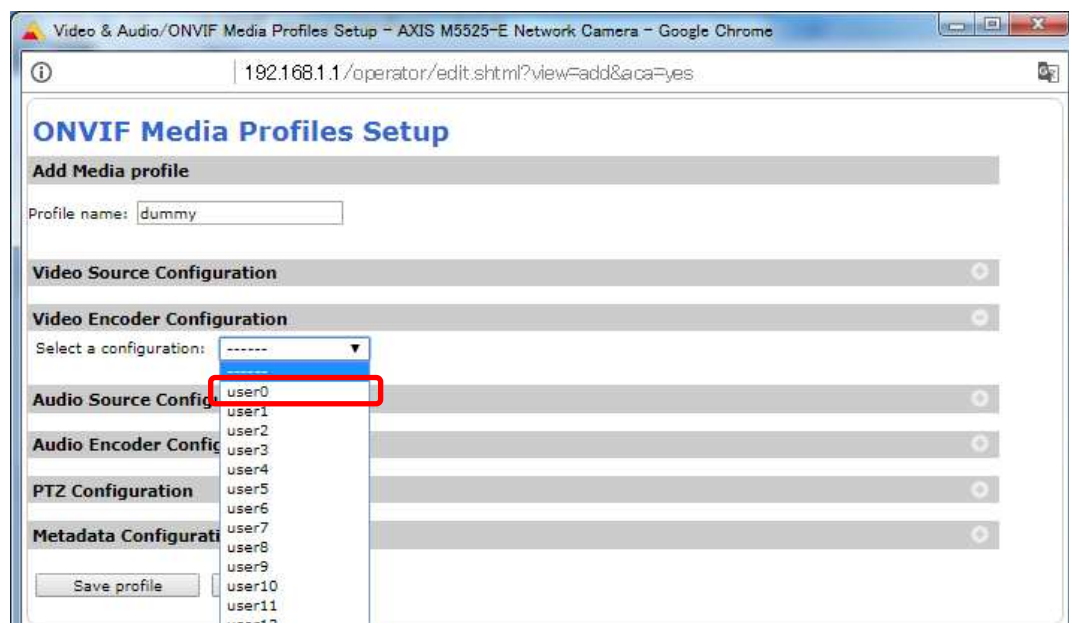 Video & Audio/ONVIF Media Profiles Setup - AXIS M5525-E Network Camera - Google Chrome
192.168.1.1/operator/edit.shtml?view=add&aca=yes
ONVIF Media Profiles Setup
Add Media profile
Profile name: dummy
Video Source Configuration
Video Encoder Configuration
Select a configuration: ------
------
user0
Audio Source Config
user1
user2
Audio Encoder Config
user3
user4
PTZ Configuration
user5
user6
user7
Metadata Configurati
user8
user9
Save profile
user10
user11